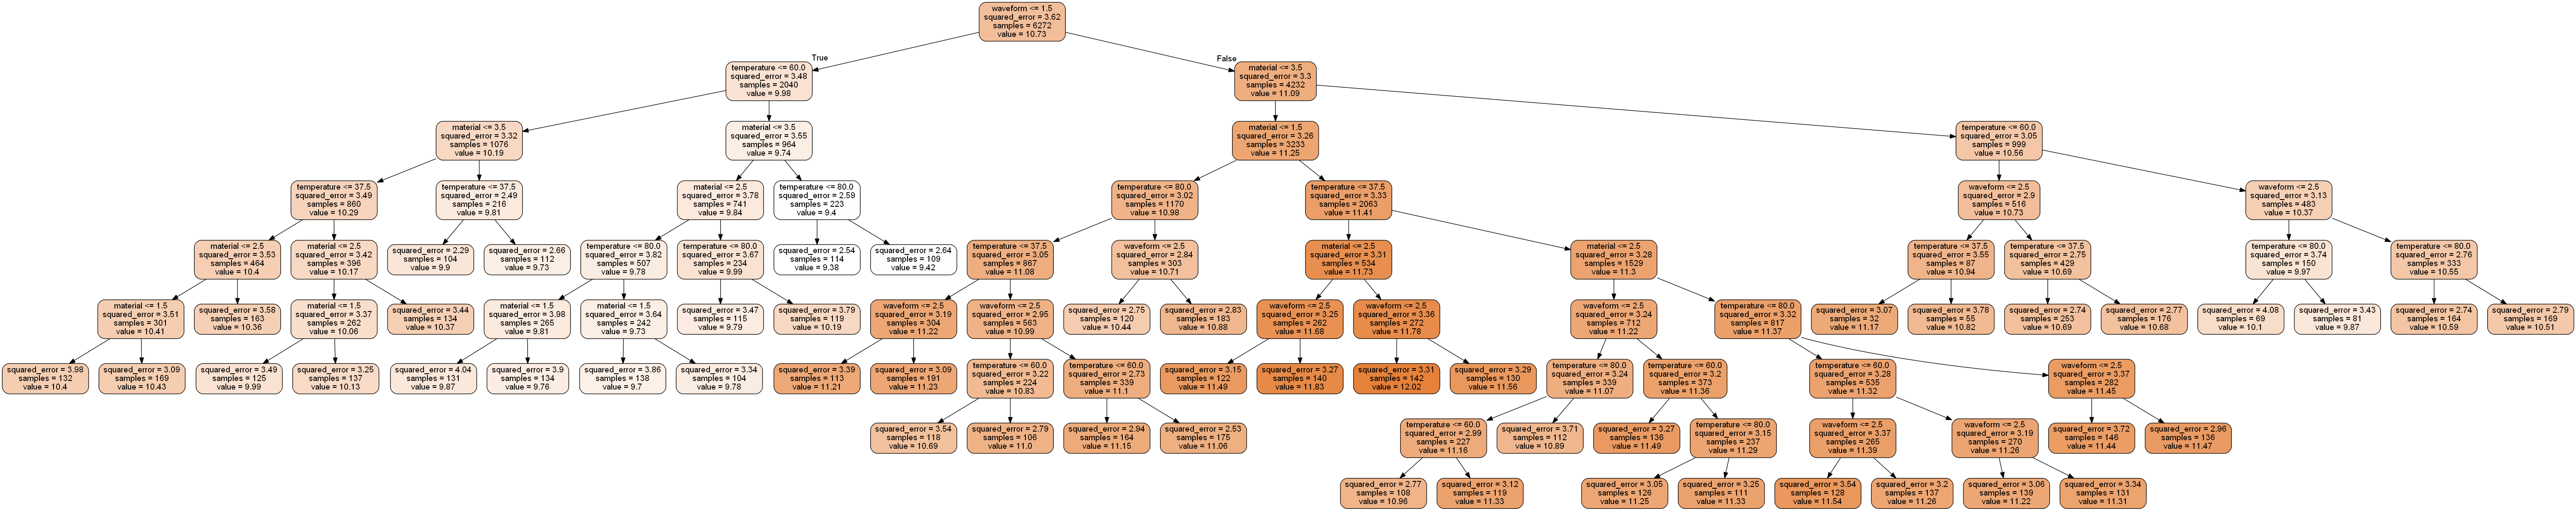 waveform <= 1.5
squared_error = 3.62
samples = 6272
value = 10.73
True
False
temperature <= 60.0
squared_error = 3.48
samples = 2040
value = 9.98
material <= 3.5
squared_error = 3.3
samples = 4232
value = 11.09
material <= 3.5
squared_error = 3.32
samples = 1076
value = 10.19
material <= 3.5
squared_error = 3.55
samples = 964
value = 9.74
material <= 1.5
squared_error = 3.26
samples = 3233
value = 11.25
temperature <= 60.0
squared_error = 3.05
samples = 999
value = 10.56
temperature <= 37.5
squared_error = 3.49
samples = 860
value = 10.29
temperature <= 37.5
squared_error = 2.49
samples = 216
value = 9.81
material <= 2.5
squared_error = 3.78
samples = 741
value = 9.84
temperature <= 80.0
squared_error = 2.59
samples = 223
value = 9.4
temperature <= 80.0
squared_error = 3.02
samples = 1170
value = 10.98
temperature <= 37.5
squared_error = 3.33
samples = 2063
value = 11.41
waveform <= 2.5
squared_error = 2.9
samples = 516
value = 10.73
waveform <= 2.5
squared_error = 3.13
samples = 483
value = 10.37
material <= 2.5
squared_error = 3.53
samples = 464
value = 10.4
material <= 2.5
squared_error = 3.42
samples = 396
value = 10.17
squared_error = 2.29
samples = 104
value = 9.9
squared_error = 2.66
samples = 112
value = 9.73
temperature <= 80.0
squared_error = 3.82
samples = 507
value = 9.78
temperature <= 80.0
squared_error = 3.67
samples = 234
value = 9.99
squared_error = 2.54
samples = 114
value = 9.38
squared_error = 2.64
samples = 109
value = 9.42
temperature <= 37.5
squared_error = 3.05
samples = 867
value = 11.08
waveform <= 2.5
squared_error = 2.84
samples = 303
value = 10.71
material <= 2.5
squared_error = 3.31
samples = 534
value = 11.73
material <= 2.5
squared_error = 3.28
samples = 1529
value = 11.3
temperature <= 37.5
squared_error = 3.55
samples = 87
value = 10.94
temperature <= 37.5
squared_error = 2.75
samples = 429
value = 10.69
temperature <= 80.0
squared_error = 3.74
samples = 150
value = 9.97
temperature <= 80.0
squared_error = 2.76
samples = 333
value = 10.55
material <= 1.5
squared_error = 3.51
samples = 301
value = 10.41
squared_error = 3.58
samples = 163
value = 10.36
material <= 1.5
squared_error = 3.37
samples = 262
value = 10.06
squared_error = 3.44
samples = 134
value = 10.37
material <= 1.5
squared_error = 3.98
samples = 265
value = 9.81
material <= 1.5
squared_error = 3.64
samples = 242
value = 9.73
squared_error = 3.47
samples = 115
value = 9.79
squared_error = 3.79
samples = 119
value = 10.19
waveform <= 2.5
squared_error = 3.19
samples = 304
value = 11.22
waveform <= 2.5
squared_error = 2.95
samples = 563
value = 10.99
squared_error = 2.75
samples = 120
value = 10.44
squared_error = 2.83
samples = 183
value = 10.88
waveform <= 2.5
squared_error = 3.25
samples = 262
value = 11.68
waveform <= 2.5
squared_error = 3.36
samples = 272
value = 11.78
waveform <= 2.5
squared_error = 3.24
samples = 712
value = 11.22
temperature <= 80.0
squared_error = 3.32
samples = 817
value = 11.37
squared_error = 3.07
samples = 32
value = 11.17
squared_error = 3.78
samples = 55
value = 10.82
squared_error = 2.74
samples = 253
value = 10.69
squared_error = 2.77
samples = 176
value = 10.68
squared_error = 4.08
samples = 69
value = 10.1
squared_error = 3.43
samples = 81
value = 9.87
squared_error = 2.74
samples = 164
value = 10.59
squared_error = 2.79
samples = 169
value = 10.51
squared_error = 3.98
samples = 132
value = 10.4
squared_error = 3.09
samples = 169
value = 10.43
squared_error = 3.49
samples = 125
value = 9.99
squared_error = 3.25
samples = 137
value = 10.13
squared_error = 4.04
samples = 131
value = 9.87
squared_error = 3.9
samples = 134
value = 9.76
squared_error = 3.86
samples = 138
value = 9.7
squared_error = 3.34
samples = 104
value = 9.78
squared_error = 3.39
samples = 113
value = 11.21
squared_error = 3.09
samples = 191
value = 11.23
temperature <= 60.0
squared_error = 3.22
samples = 224
value = 10.83
temperature <= 60.0
squared_error = 2.73
samples = 339
value = 11.1
squared_error = 3.15
samples = 122
value = 11.49
squared_error = 3.27
samples = 140
value = 11.83
squared_error = 3.31
samples = 142
value = 12.02
squared_error = 3.29
samples = 130
value = 11.56
temperature <= 80.0
squared_error = 3.24
samples = 339
value = 11.07
temperature <= 60.0
squared_error = 3.2
samples = 373
value = 11.36
temperature <= 60.0
squared_error = 3.28
samples = 535
value = 11.32
waveform <= 2.5
squared_error = 3.37
samples = 282
value = 11.45
squared_error = 3.54
samples = 118
value = 10.69
squared_error = 2.79
samples = 106
value = 11.0
squared_error = 2.94
samples = 164
value = 11.15
squared_error = 2.53
samples = 175
value = 11.06
temperature <= 60.0
squared_error = 2.99
samples = 227
value = 11.16
squared_error = 3.71
samples = 112
value = 10.89
squared_error = 3.27
samples = 136
value = 11.49
temperature <= 80.0
squared_error = 3.15
samples = 237
value = 11.29
waveform <= 2.5
squared_error = 3.37
samples = 265
value = 11.39
waveform <= 2.5
squared_error = 3.19
samples = 270
value = 11.26
squared_error = 3.72
samples = 146
value = 11.44
squared_error = 2.96
samples = 136
value = 11.47
squared_error = 2.77
samples = 108
value = 10.96
squared_error = 3.12
samples = 119
value = 11.33
squared_error = 3.05
samples = 126
value = 11.25
squared_error = 3.25
samples = 111
value = 11.33
squared_error = 3.54
samples = 128
value = 11.54
squared_error = 3.2
samples = 137
value = 11.26
squared_error = 3.06
samples = 139
value = 11.22
squared_error = 3.34
samples = 131
value = 11.31